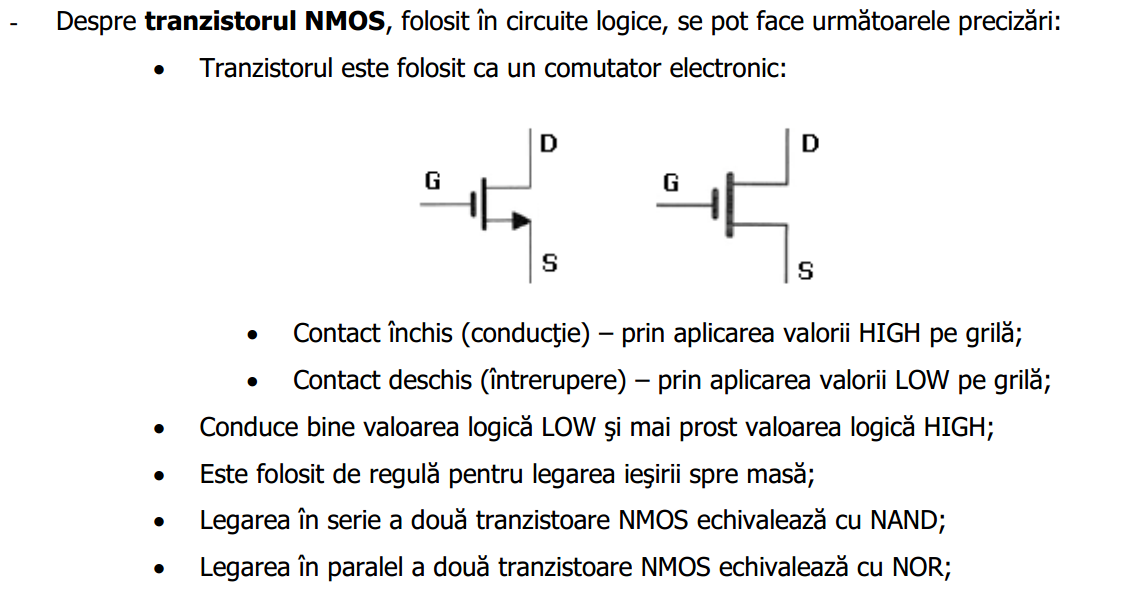 - Despre tranzistorul NMOS, folosit în circuite logice, se pot face următoarele precizări:
• Tranzistorul este folosit ca un comutator electronic:
D D
G G
S S
• Contact închis (conducţie) – prin aplicarea valorii HIGH pe grilă;
• Contact deschis (întrerupere) – prin aplicarea valorii LOW pe grilă;
• Conduce bine valoarea logică LOW şi mai prost valoarea logică HIGH;
• Este folosit de regulă pentru legarea ieşirii spre masă;
• Legarea în serie a două tranzistoare NMOS echivalează cu NAND;
• Legarea în paralel a două tranzistoare NMOS echivalează cu NOR;